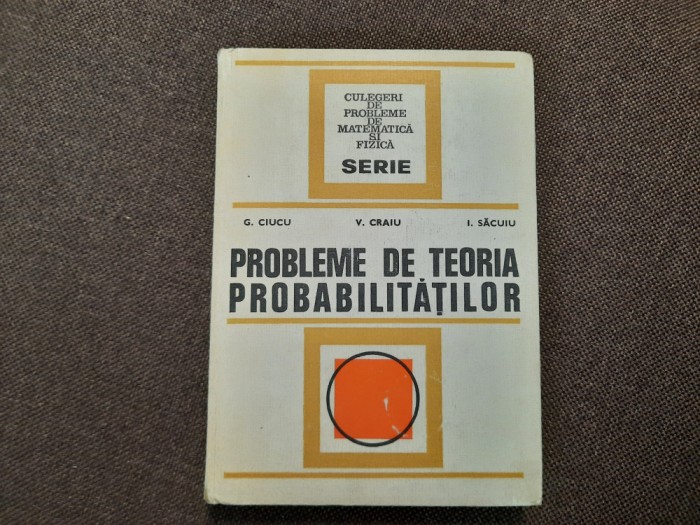 CULEGERI
DE
PROBLEME
DE
MATEMATICĂ
ŞI
FIZICĂ
SERIE
G. CIUCU V. CRAIU I. SĂCUIU
PROBLEME DE TEORIA
PROBABILITĂŢILOR